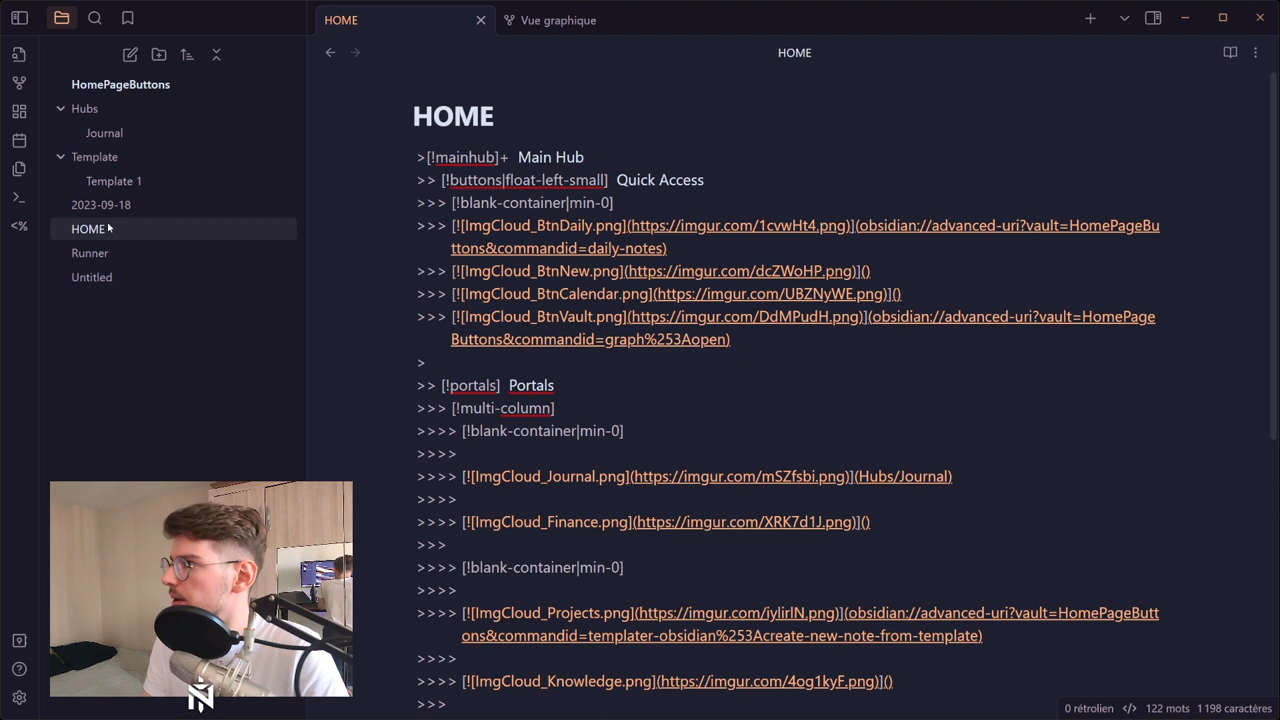 HOME
Vue graphique
HOME
HomePageButtons
Hubs
Journal
Template
Template 1
2023-09-18
HOME
Runner
Untitled
HOME
>[!mainhub]+ Main Hub
>> [!buttons|float-left-small] Quick Access
>>> [!blank-container|min-0]
>>> [![ImgCloud_BtnDaily.png](https://imgur.com/1cvwHt4.png)](obsidian://advanced-uri?vault=HomePageBu
ttons&commandid=daily-notes)
>>> [![ImgCloud_BtnNew.png](https://imgur.com/dcZWoHP.png)]()
>>> [![ImgCloud_BtnCalendar.png](https://imgur.com/UBZNyWE.png)]()
>>> [![ImgCloud_BtnVault.png](https://imgur.com/DdMPudH.png)](obsidian://advanced-uri?vault=HomePage
Buttons&commandid=graph%253Aopen)
>
>> [!portals] Portals
>>> [!multi-column]
>>>> [!blank-container|min-0]
>>>>
>>>> [![ImgCloud_Journal.png](https://imgur.com/mSZfsbi.png)](Hubs/Journal)
>>>>
>>>> [![ImgCloud_Finance.png](https://imgur.com/XRK7d1J.png)]()
>>>
>>>> [!blank-container|min-0]
>>>>
>>>> [![ImgCloud_Projects.png](https://imgur.com/iylirlN.png)](obsidian://advanced-uri?vault=HomePageButt
ons&commandid=templater-obsidian%253Acreate-new-note-from-template)
>>>>
>>>> [![ImgCloud_Knowledge.png](https://imgur.com/4og1kyF.png)]()
>>>
0 rétrolien </> 122 mots 1 198 caractères